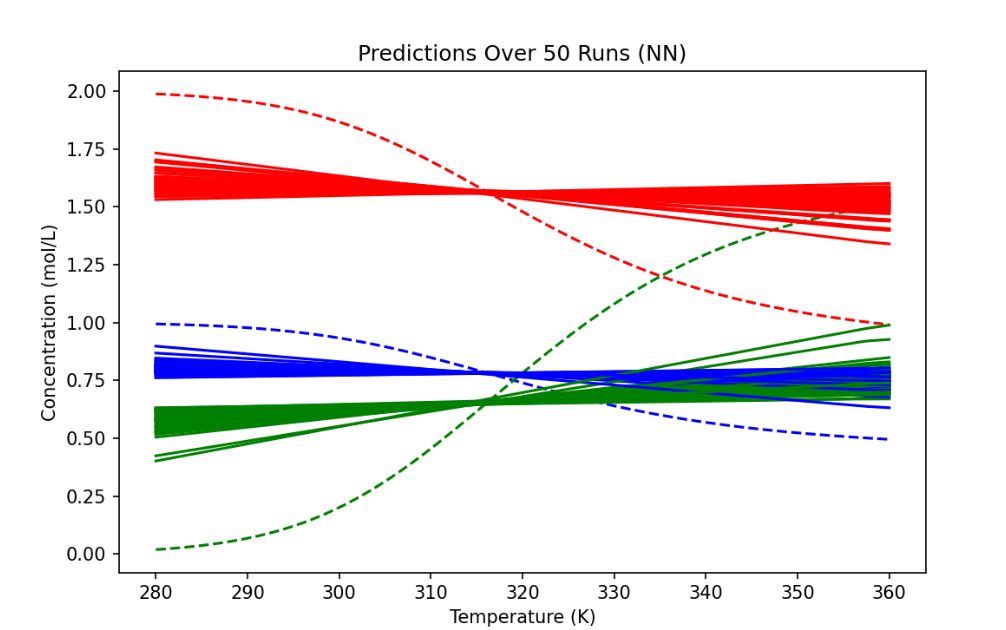 Predictions Over 50 Runs (NN)
2.00
1.75
1.50
1.25
1.00
0.75
0.50
0.25
0.00
Concentration (mol/L)
280 290 300 310 320 330 340 350 360
Temperature (K)